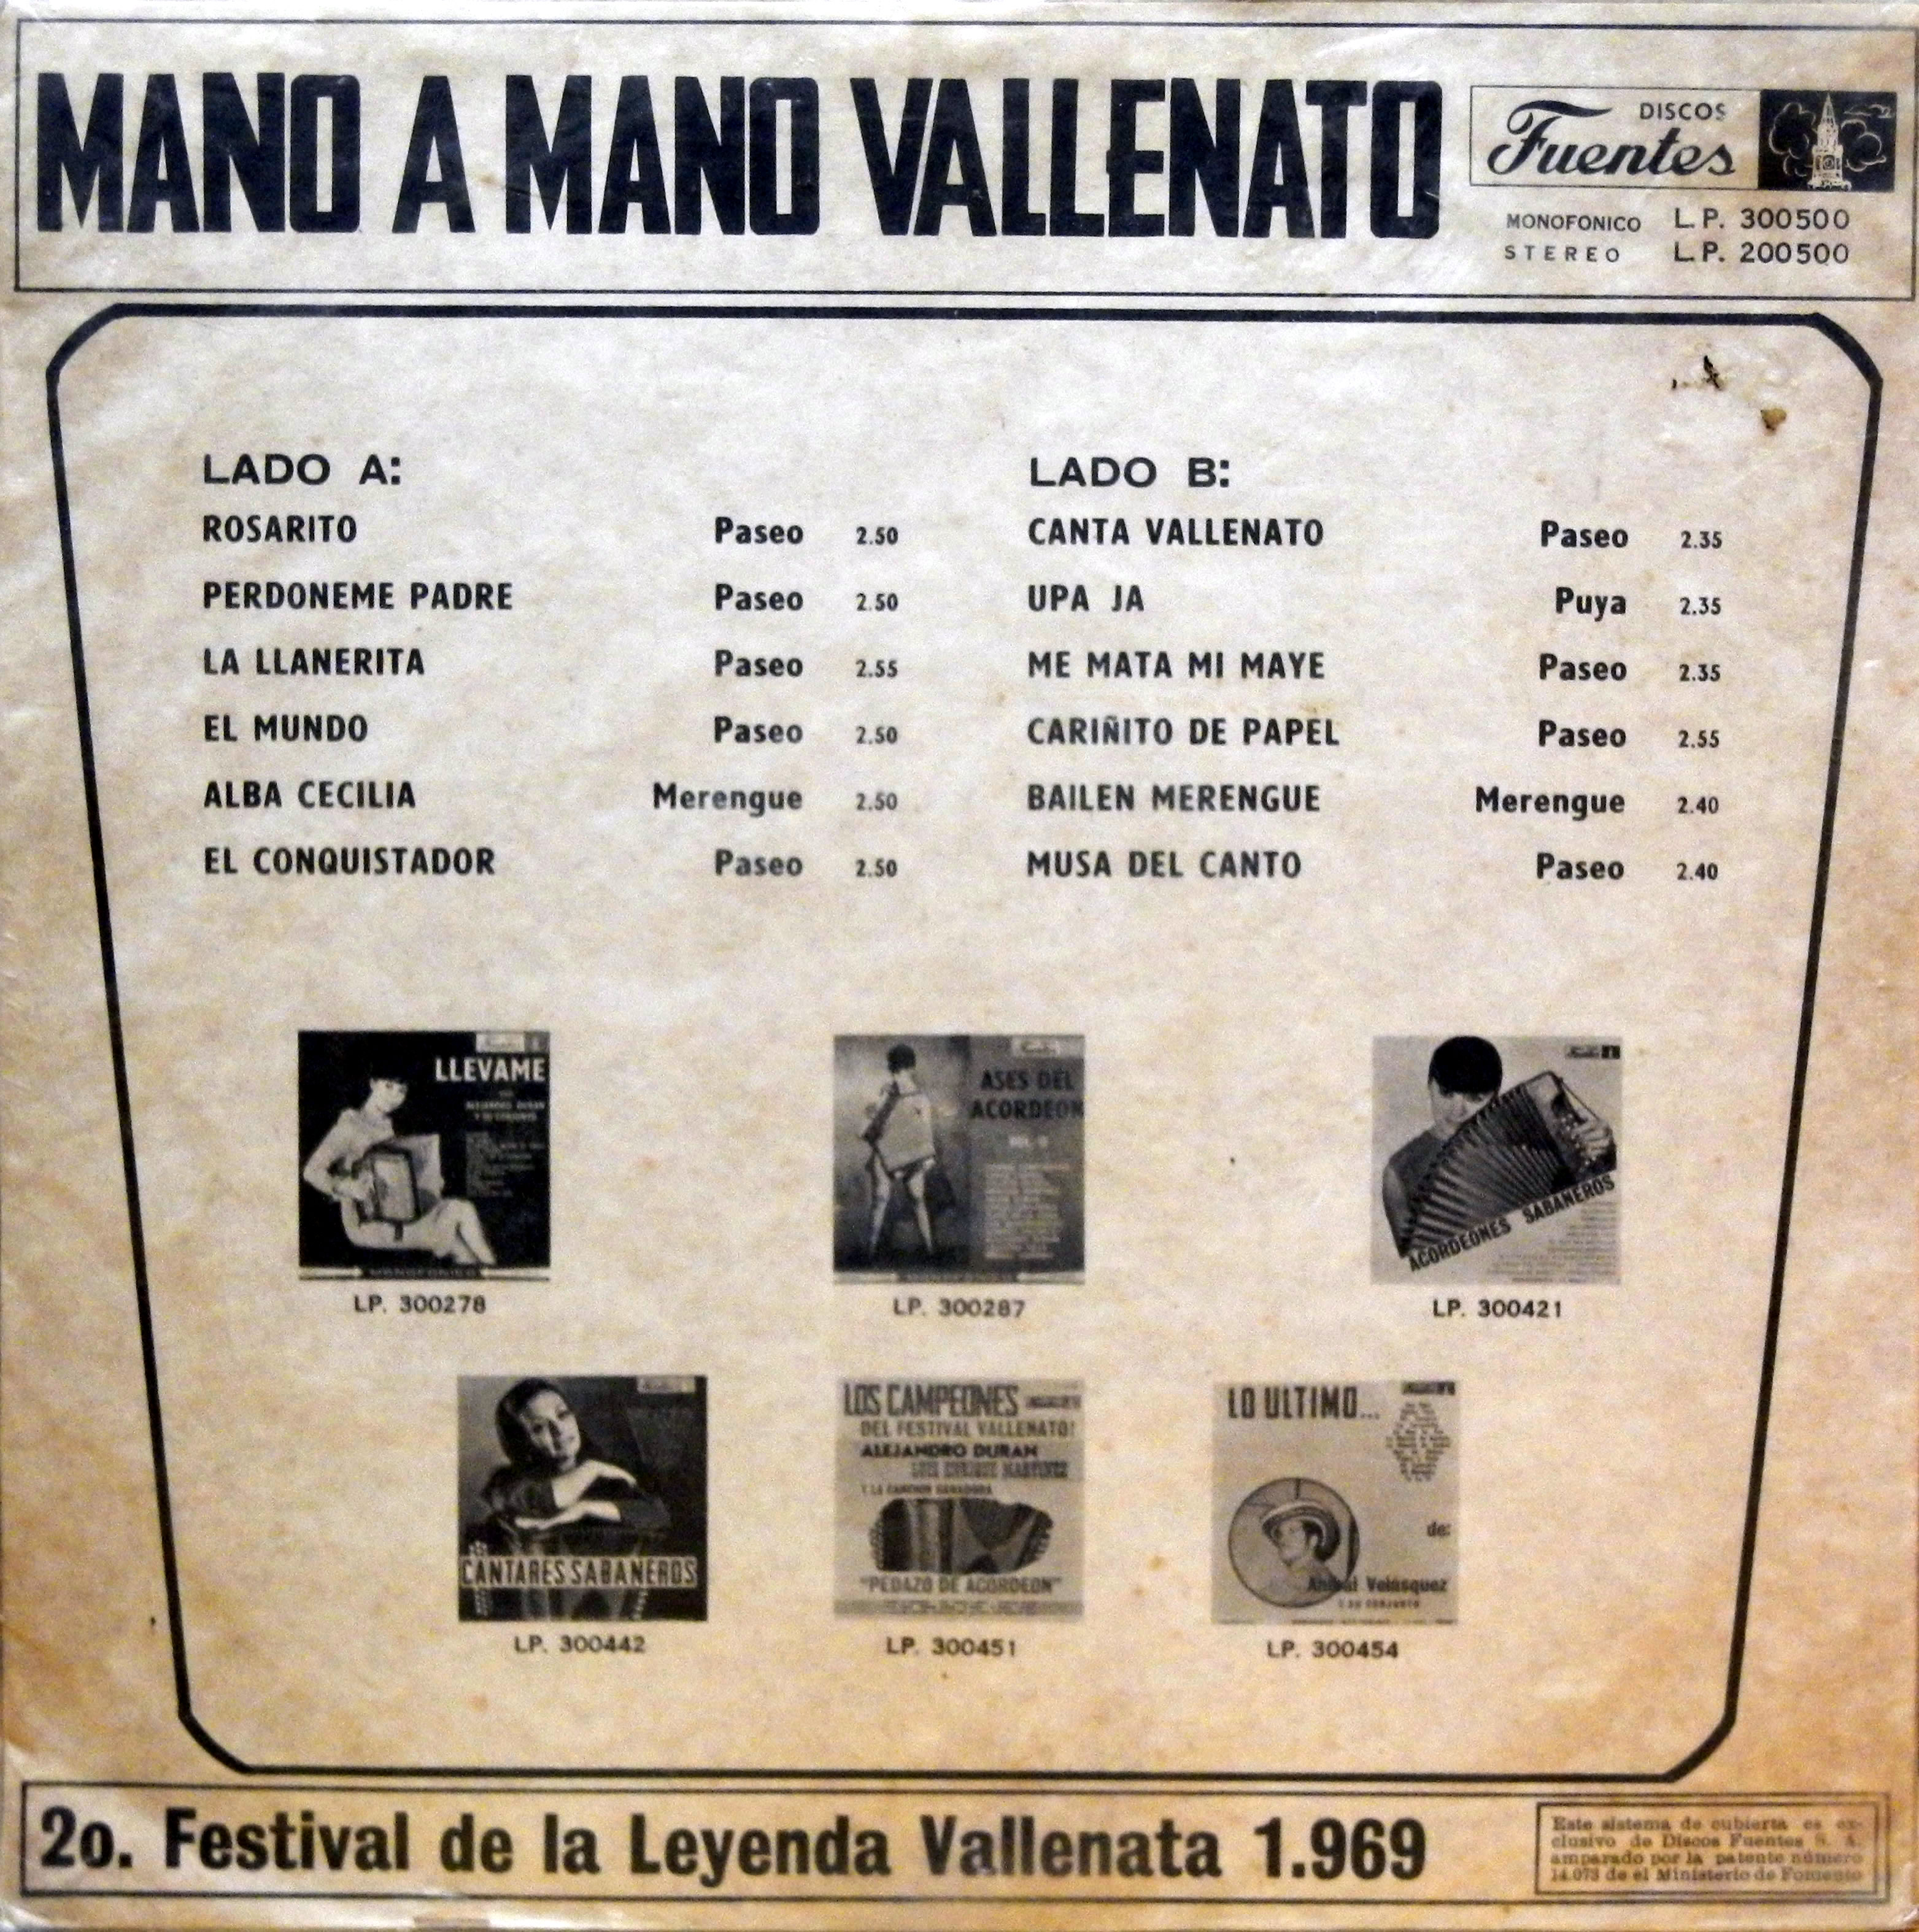 MANO A MANO VALLENATO
DISCOS
Fuentes
MONOFONICO L.P. 300500
STEREO L.P. 200500
LADO A:
ROSARITO Paseo 2.50
PERDONEME PADRE Paseo 2.50
LA LLANERITA Paseo 2.55
EL MUNDO Paseo 2.50
ALBA CECILIA Merengue 2.50
EL CONQUISTADOR Paseo 2.50
LADO B:
CANTA VALLENATO Paseo 2.35
UPA JA Puya 2.35
ME MATA MI MAYE Paseo 2.35
CARIÑITO DE PAPEL Paseo 2.55
BAILEN MERENGUE Merengue 2.40
MUSA DEL CANTO Paseo 2.40
LLEVAME
LP. 300278
ASES DEL
ACORDEON
LP. 300287
ACORDEONES SABANEROS
LP. 300421
CANTARES SABANEROS
LP. 300442
LOS CAMPEONES
DEL FESTIVAL VALLENATO!
ALEJANDRO DURAN
LUIS ENRIQUE MARTINEZ
Y LA CANCION GANADORA
"PEDAZO DE ACORDEON"
LP. 300451
LO ULTIMO...
de:
Anibal Velasquez
Y SU CONJUNTO
LP. 300454
2o. Festival de la Leyenda Vallenata 1.969
Este sistema de cubierta es ex-
clusivo de Discos Fuentes S. A.
amparado por la patente número
14.073 de el Ministerio de Fomento